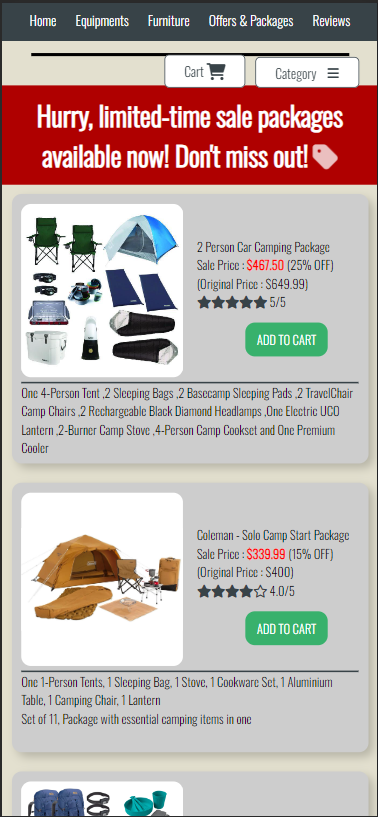 Home Equipments Furniture Offers & Packages Reviews
Cart Category
Hurry, limited-time sale packages
available now! Don't miss out!
2 Person Car Camping Package
Sale Price : $467.50 (25% OFF)
(Original Price : $649.99)
5/5
ADD TO CART
One 4-Person Tent ,2 Sleeping Bags ,2 Basecamp Sleeping Pads ,2 TravelChair
Camp Chairs ,2 Rechargeable Black Diamond Headlamps ,One Electric UCO
Lantern ,2-Burner Camp Stove ,4-Person Camp Cookset and One Premium
Cooler
Coleman - Solo Camp Start Package
Sale Price : $339.99 (15% OFF)
(Original Price : $400)
4.0/5
ADD TO CART
One 1-Person Tents, 1 Sleeping Bag, 1 Stove, 1 Cookware Set, 1 Aluminium
Table, 1 Camping Chair, 1 Lantern
Set of 11, Package with essential camping items in one